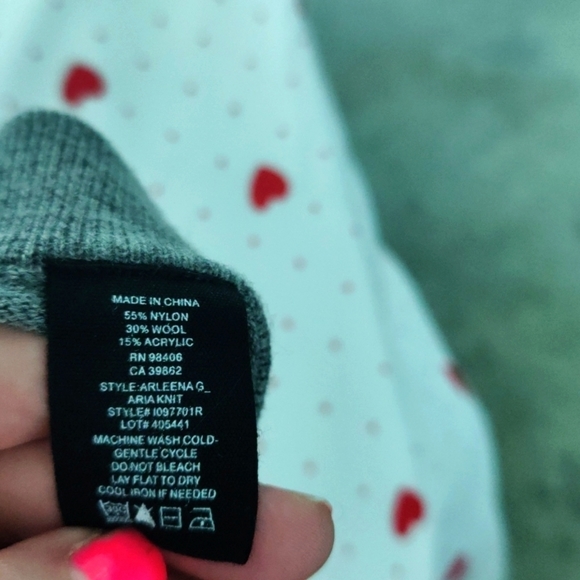 MADE IN CHINA
55% NYLON
30% WOOL
15% ACRYLIC
RN 98406
CA 39862
STYLE:ARLEENA G_
ARIA KNIT
STYLE# I097701R
LOT# 405441
MACHINE WASH COLD-
GENTLE CYCLE
DO NOT BLEACH
LAY FLAT TO DRY
COOL IRON IF NEEDED